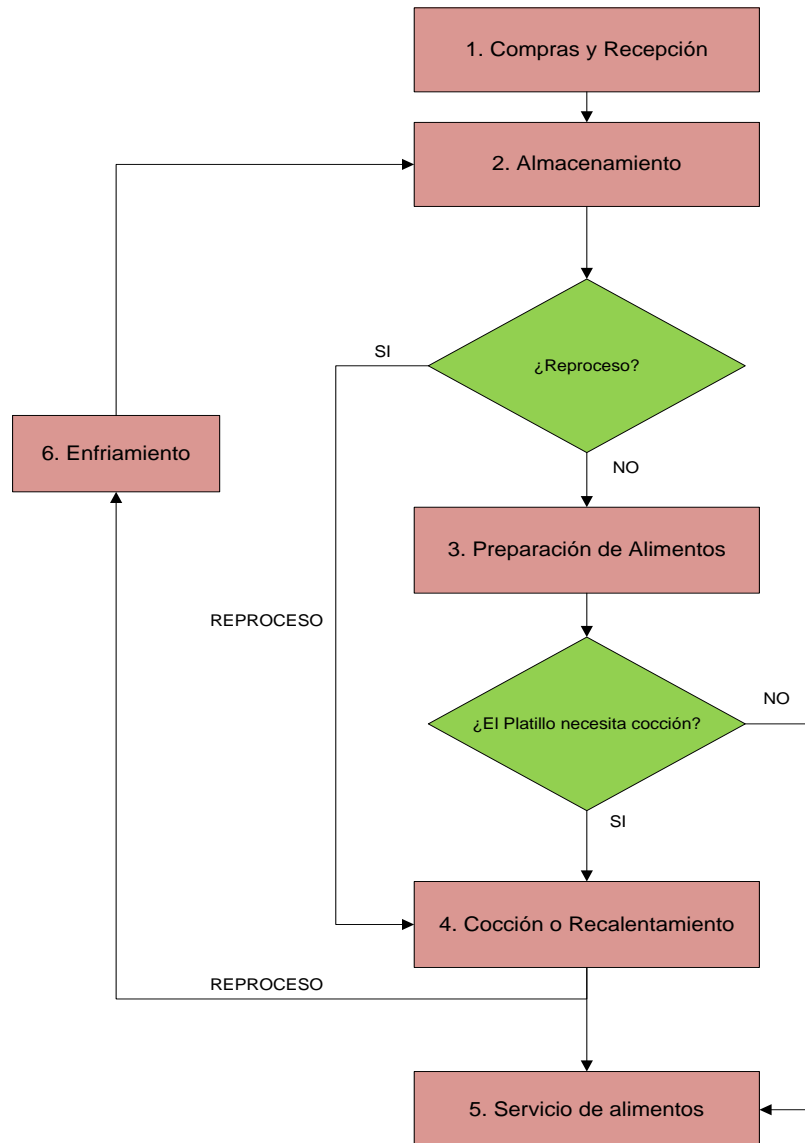 1. Compras y Recepción
2. Almacenamiento
SI
¿Reproceso?
6. Enfriamiento
NO
3. Preparación de Alimentos
REPROCESO
¿El Platillo necesita cocción?
NO
SI
4. Cocción o Recalentamiento
REPROCESO
5. Servicio de alimentos